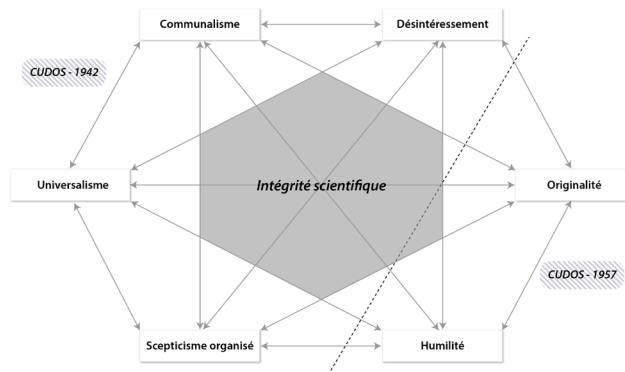 Communalisme
Désintéressement
CUDOS - 1942
Universalisme
Intégrité scientifique
Originalité
CUDOS - 1957
Scepticisme organisé
Humilité